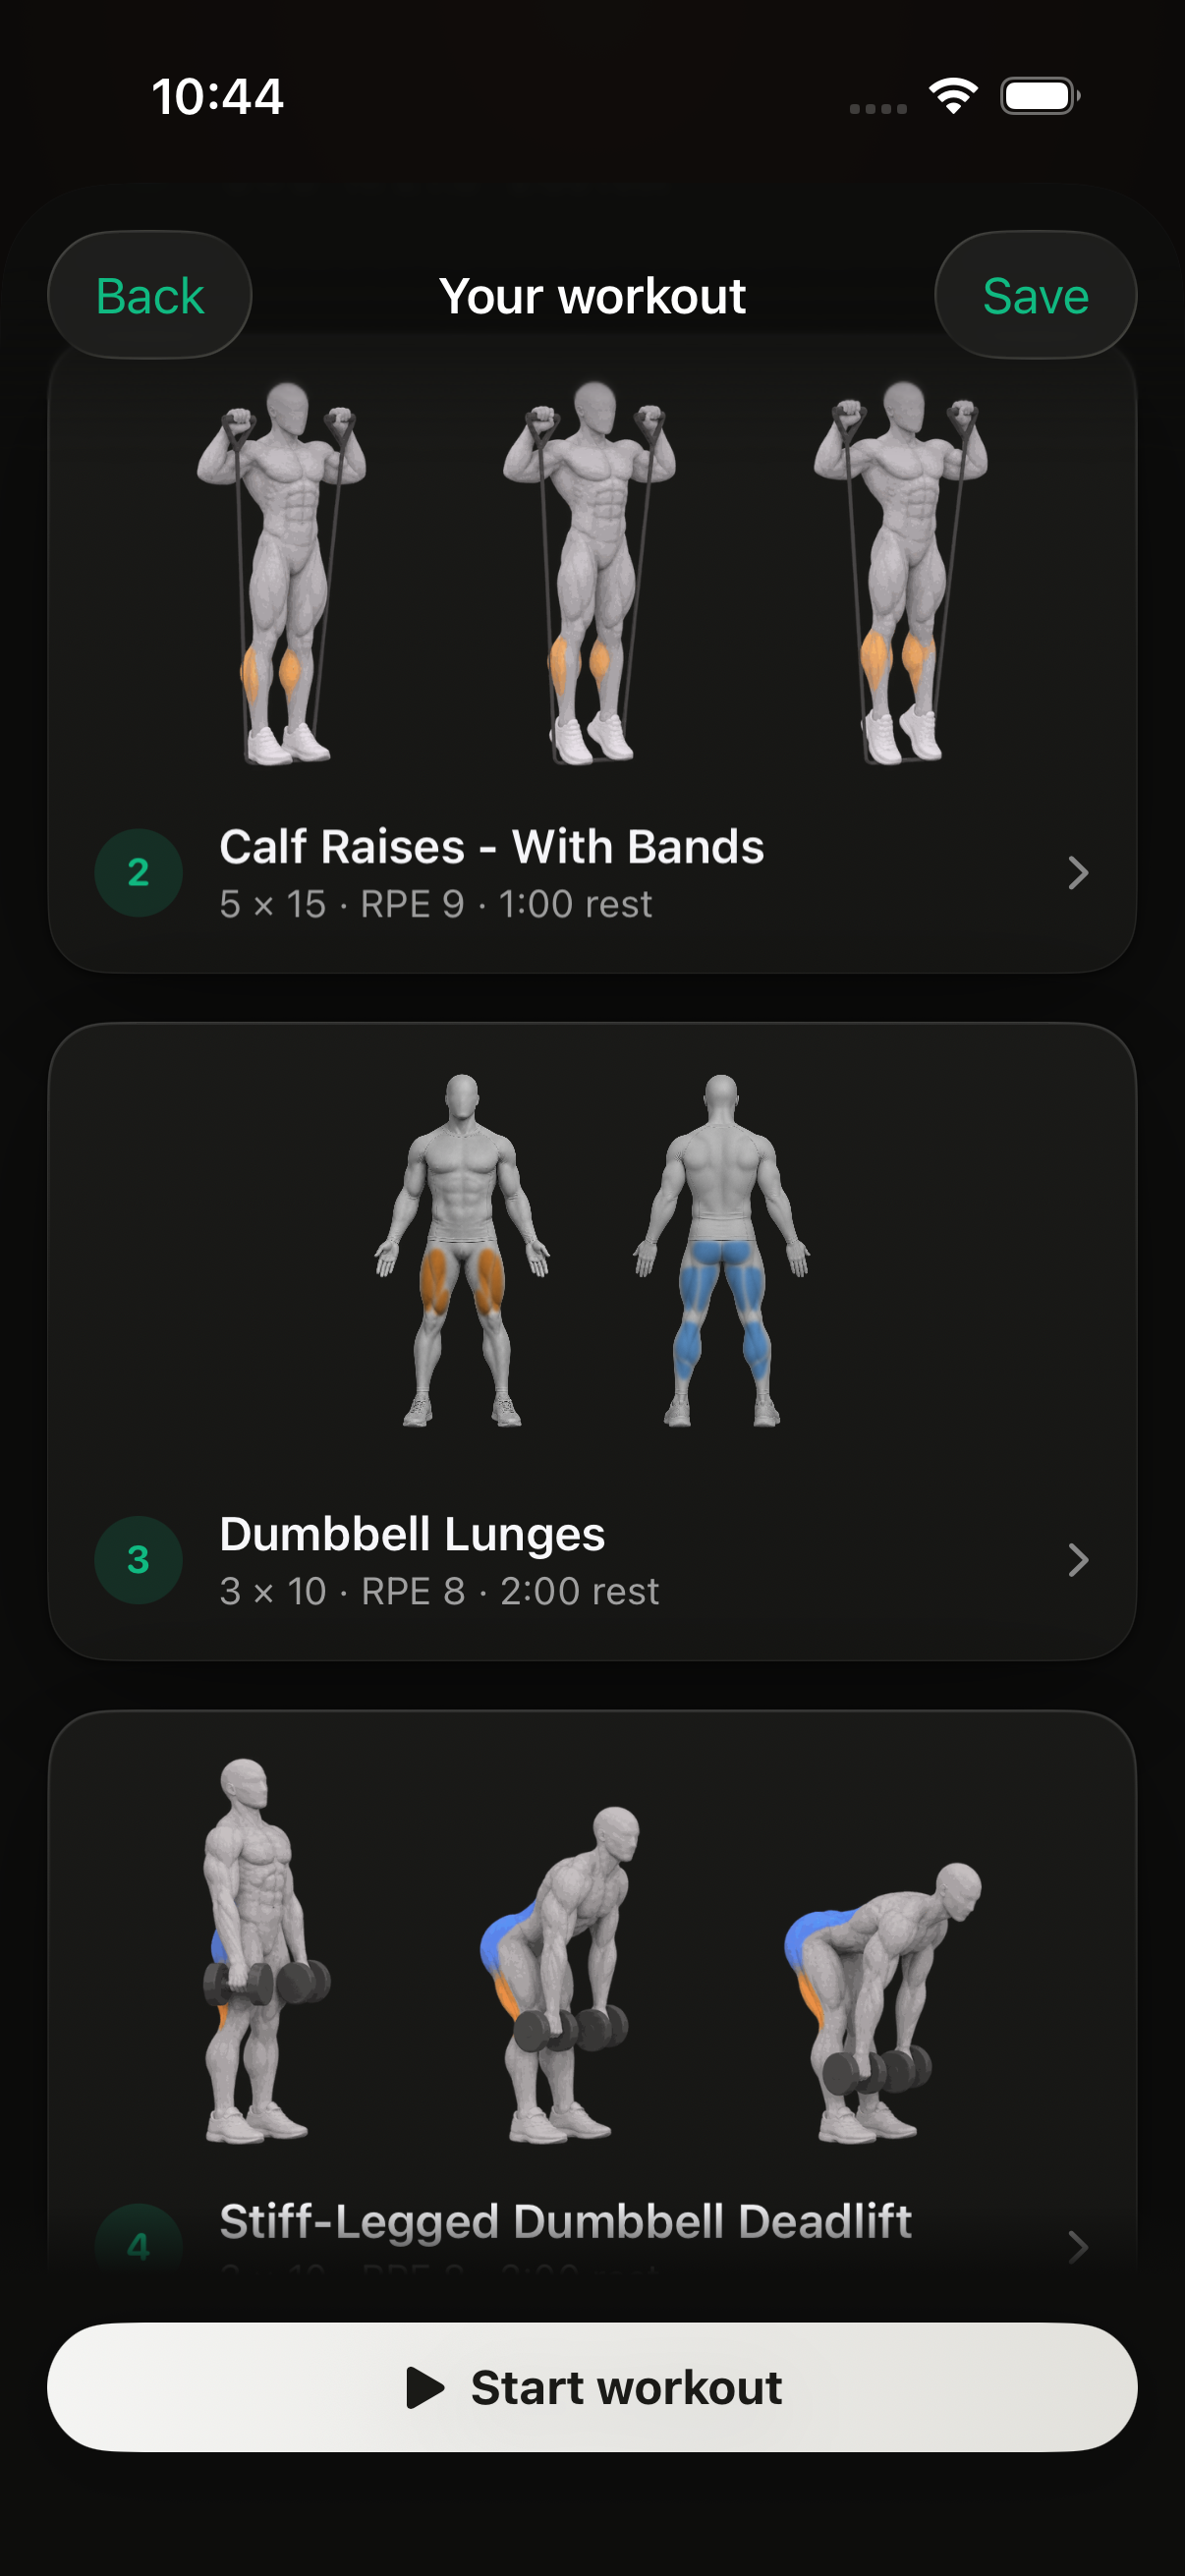 10:44
Back
Your workout
Save
2
Calf Raises - With Bands
5 × 15 · RPE 9 · 1:00 rest
3
Dumbbell Lunges
3 × 10 · RPE 8 · 2:00 rest
4
Stiff-Legged Dumbbell Deadlift
Start workout